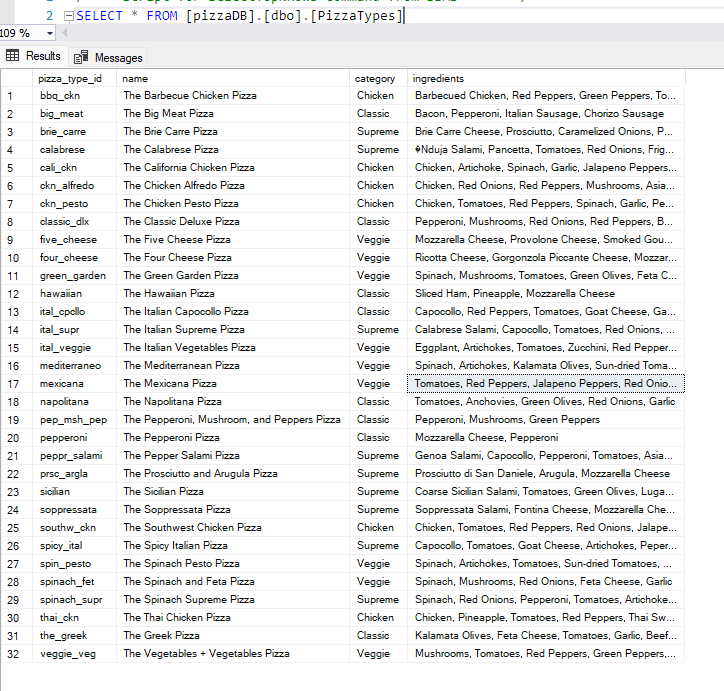 2 SELECT * FROM [pizzaDB].[dbo].[PizzaTypes]
109 %
Results Messages
pizza_type_id name category ingredients
1 bbq_ckn The Barbecue Chicken Pizza Chicken Barbecued Chicken, Red Peppers, Green Peppers, To...
2 big_meat The Big Meat Pizza Classic Bacon, Pepperoni, Italian Sausage, Chorizo Sausage
3 brie_carre The Brie Carre Pizza Supreme Brie Carre Cheese, Prosciutto, Caramelized Onions, P...
4 calabrese The Calabrese Pizza Supreme �Nduja Salami, Pancetta, Tomatoes, Red Onions, Frig...
5 cali_ckn The California Chicken Pizza Chicken Chicken, Artichoke, Spinach, Garlic, Jalapeno Peppers...
6 ckn_alfredo The Chicken Alfredo Pizza Chicken Chicken, Red Onions, Red Peppers, Mushrooms, Asia...
7 ckn_pesto The Chicken Pesto Pizza Chicken Chicken, Tomatoes, Red Peppers, Spinach, Garlic, Pe...
8 classic_dlx The Classic Deluxe Pizza Classic Pepperoni, Mushrooms, Red Onions, Red Peppers, B...
9 five_cheese The Five Cheese Pizza Veggie Mozzarella Cheese, Provolone Cheese, Smoked Gou...
10 four_cheese The Four Cheese Pizza Veggie Ricotta Cheese, Gorgonzola Piccante Cheese, Mozzar...
11 green_garden The Green Garden Pizza Veggie Spinach, Mushrooms, Tomatoes, Green Olives, Feta C...
12 hawaiian The Hawaiian Pizza Classic Sliced Ham, Pineapple, Mozzarella Cheese
13 ital_cpcllo The Italian Capocollo Pizza Classic Capocollo, Red Peppers, Tomatoes, Goat Cheese, Ga...
14 ital_supr The Italian Supreme Pizza Supreme Calabrese Salami, Capocollo, Tomatoes, Red Onions, ...
15 ital_veggie The Italian Vegetables Pizza Veggie Eggplant, Artichokes, Tomatoes, Zucchini, Red Pepper...
16 mediterraneo The Mediterranean Pizza Veggie Spinach, Artichokes, Kalamata Olives, Sun-dried Toma...
17 mexicana The Mexicana Pizza Veggie Tomatoes, Red Peppers, Jalapeno Peppers, Red Onio...
18 napolitana The Napolitana Pizza Classic Tomatoes, Anchovies, Green Olives, Red Onions, Garlic
19 pep_msh_pep The Pepperoni, Mushroom, and Peppers Pizza Classic Pepperoni, Mushrooms, Green Peppers
20 pepperoni The Pepperoni Pizza Classic Mozzarella Cheese, Pepperoni
21 peppr_salami The Pepper Salami Pizza Supreme Genoa Salami, Capocollo, Pepperoni, Tomatoes, Asia...
22 prsc_argla The Prosciutto and Arugula Pizza Supreme Prosciutto di San Daniele, Arugula, Mozzarella Cheese
23 sicilian The Sicilian Pizza Supreme Coarse Sicilian Salami, Tomatoes, Green Olives, Luga...
24 soppressata The Soppressata Pizza Supreme Soppressata Salami, Fontina Cheese, Mozzarella Che...
25 southw_ckn The Southwest Chicken Pizza Chicken Chicken, Tomatoes, Red Peppers, Red Onions, Jalape...
26 spicy_ital The Spicy Italian Pizza Supreme Capocollo, Tomatoes, Goat Cheese, Artichokes, Peper...
27 spin_pesto The Spinach Pesto Pizza Veggie Spinach, Artichokes, Tomatoes, Sun-dried Tomatoes, ...
28 spinach_fet The Spinach and Feta Pizza Veggie Spinach, Mushrooms, Red Onions, Feta Cheese, Garlic
29 spinach_supr The Spinach Supreme Pizza Supreme Spinach, Red Onions, Pepperoni, Tomatoes, Artichoke...
30 thai_ckn The Thai Chicken Pizza Chicken Chicken, Pineapple, Tomatoes, Red Peppers, Thai Sw...
31 the_greek The Greek Pizza Classic Kalamata Olives, Feta Cheese, Tomatoes, Garlic, Beef...
32 veggie_veg The Vegetables + Vegetables Pizza Veggie Mushrooms, Tomatoes, Red Peppers, Green Peppers,...